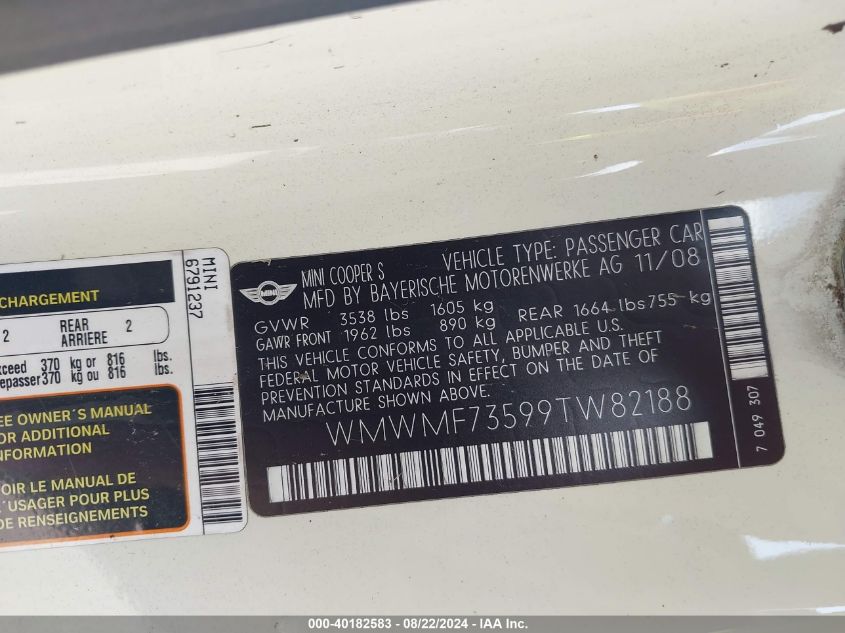 CHARGEMENT
2 REAR ARRIERE 2
xceed 370 kg or 816 lbs.
epasser370 kg ou 816 lbs.
EE OWNER´S MANUAL
OR ADDITIONAL
NFORMATION
OIR LE MANUAL DE
L´USAGER POUR PLUS
DE RENSEIGNEMENTS
MINI
6791237
MINI
MINI COOPER S VEHICLE TYPE: PASSENGER CAR
MFD BY BAYERISCHE MOTORENWERKE AG 11/08
GVWR 3538 lbs 1605 kg
GAWR FRONT 1962 lbs 890 kg REAR 1664 lbs755 kg
THIS VEHICLE CONFORMS TO ALL APPLICABLE U.S.
FEDERAL MOTOR VEHICLE SAFETY, BUMPER AND THEFT
PREVENTION STANDARDS IN EFFECT ON THE DATE OF
MANUFACTURE SHOWN ABOVE.
WMWMF73599TW82188
7 049 307
000-40182583 - 08/22/2024 - IAA Inc.